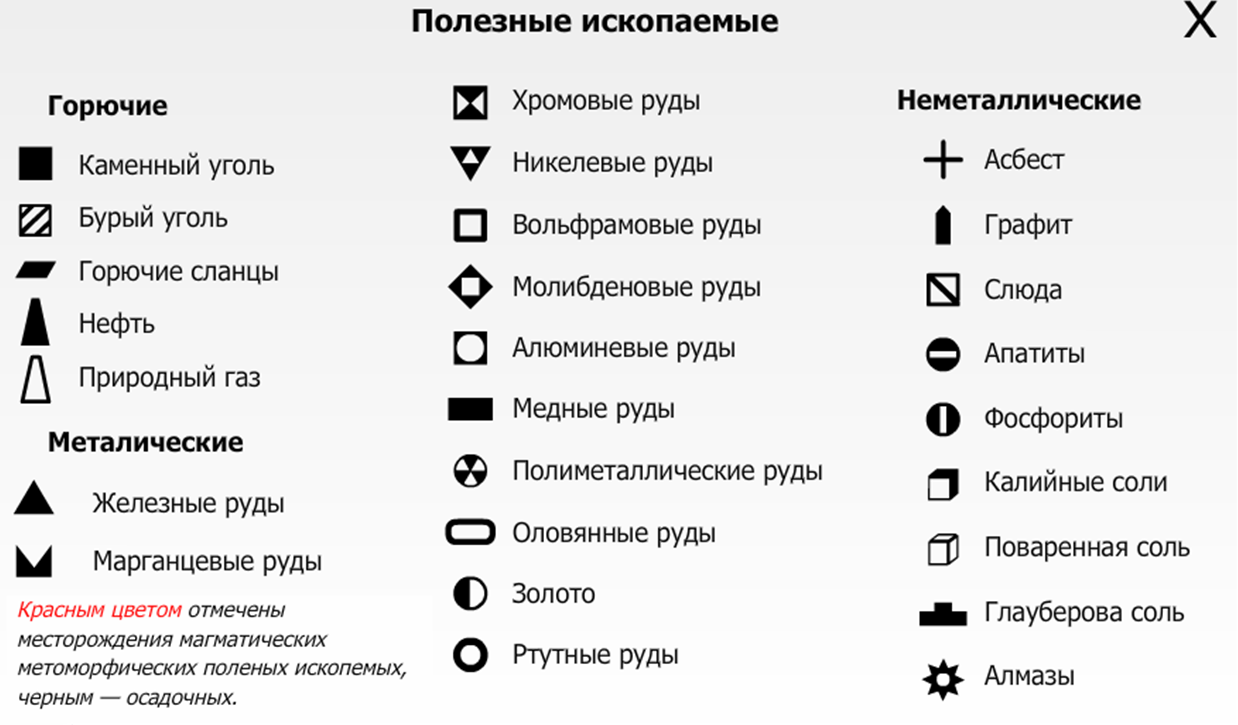 Полезные ископаемые
X
Горючие
Каменный уголь
Бурый уголь
Горючие сланцы
Нефть
Природный газ
Металические
Железные руды
Марганцевые руды
Красным цветом отмечены
месторождения магматических
метоморфических поленых ископемых,
черным — осадочных.
Хромовые руды
Никелевые руды
Вольфрамовые руды
Молибденовые руды
Алюминевые руды
Медные руды
Полиметаллические руды
Оловянные руды
Золото
Ртутные руды
Неметаллические
Асбест
Графит
Слюда
Апатиты
Фосфориты
Калийные соли
Поваренная соль
Глауберова соль
Алмазы